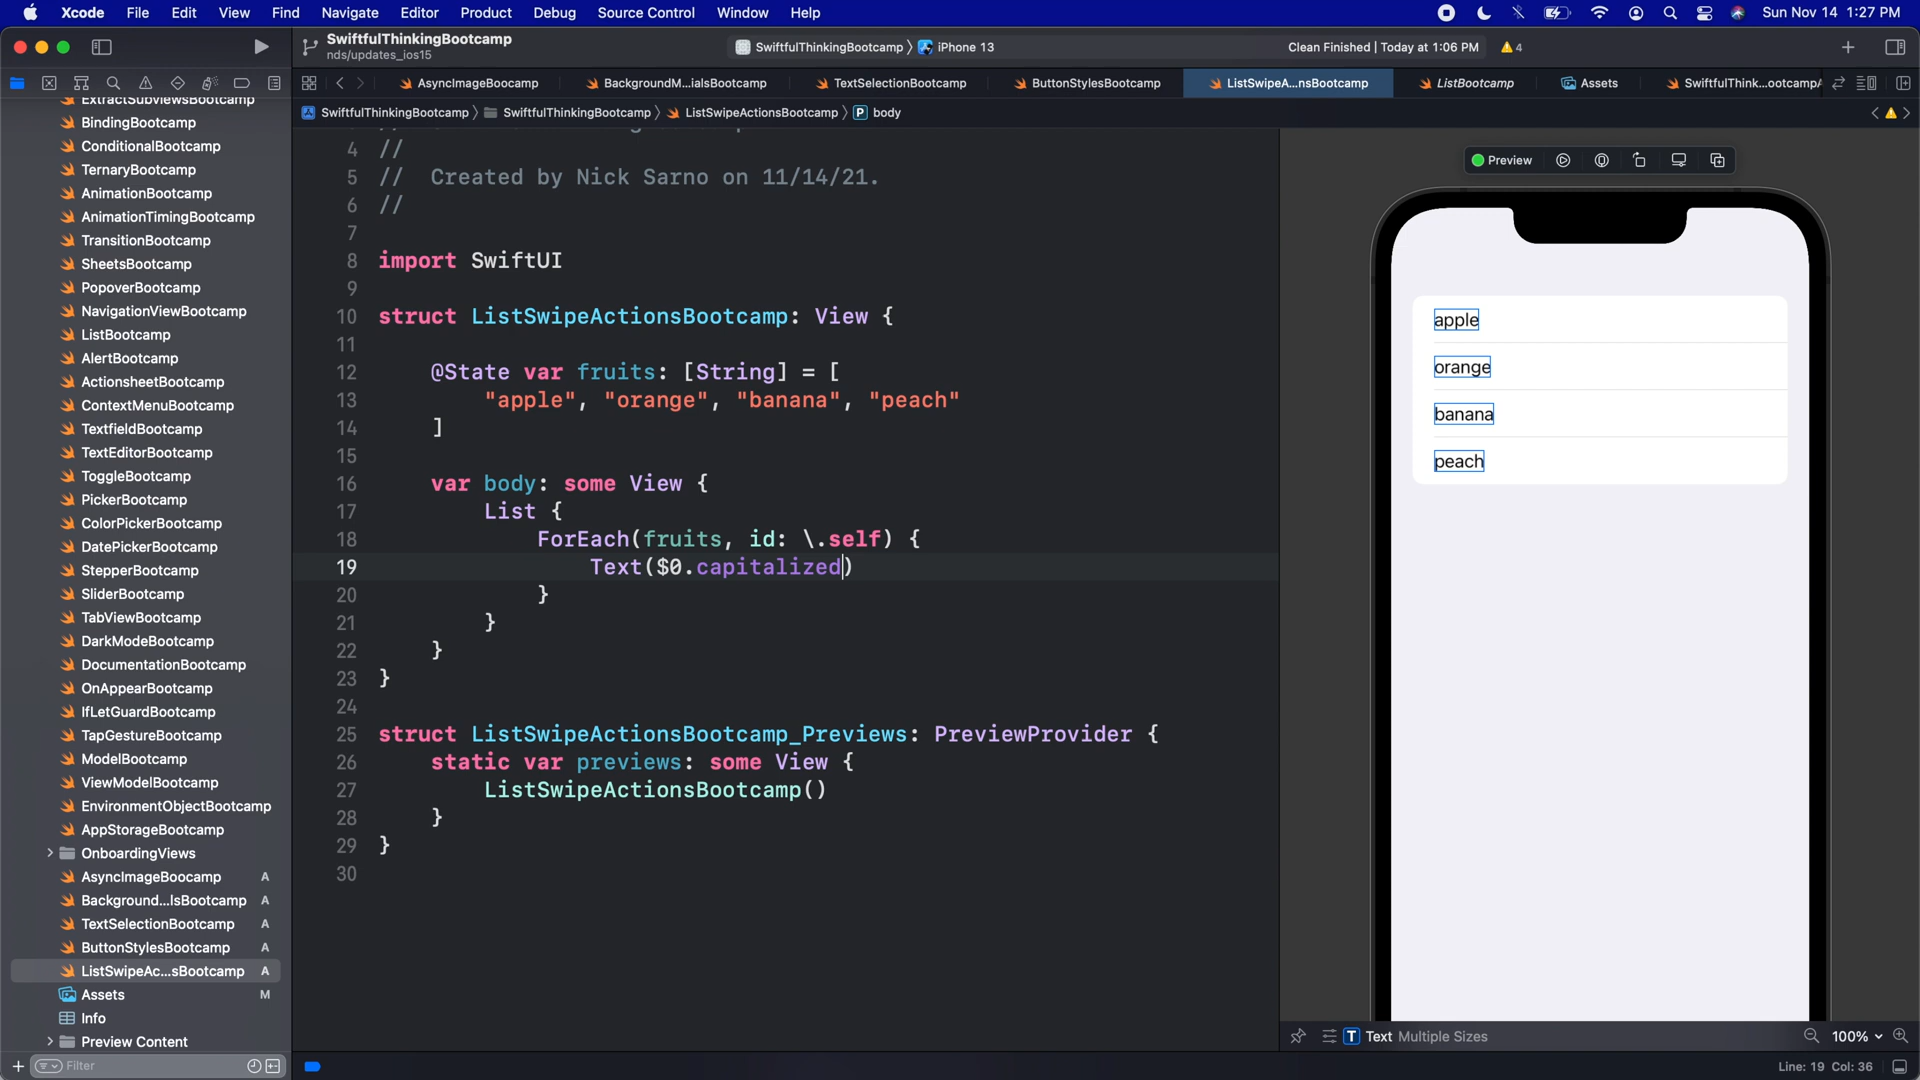 Xcode File Edit View Find Navigate Editor Product Debug Source Control Window Help Sun Nov 14 1:27 PM
SwiftfulThinkingBootcamp
nds/updates_ios15
SwiftfulThinkingBootcamp 〉 iPhone 13
Clean Finished | Today at 1:06 PM 4
AsyncImageBoocamp BackgroundM...ialsBootcamp TextSelectionBootcamp ButtonStylesBootcamp ListSwipeA...nsBootcamp ListBootcamp Assets SwiftfulThink...ootcampA
SwiftfulThinkingBootcamp 〉 SwiftfulThinkingBootcamp 〉 ListSwipeActionsBootcamp 〉 P body
ExtractSubviewsBootcamp
BindingBootcamp
ConditionalBootcamp
TernaryBootcamp
AnimationBootcamp
AnimationTimingBootcamp
TransitionBootcamp
SheetsBootcamp
PopoverBootcamp
NavigationViewBootcamp
ListBootcamp
AlertBootcamp
ActionsheetBootcamp
ContextMenuBootcamp
TextfieldBootcamp
TextEditorBootcamp
ToggleBootcamp
PickerBootcamp
ColorPickerBootcamp
DatePickerBootcamp
StepperBootcamp
SliderBootcamp
TabViewBootcamp
DarkModeBootcamp
DocumentationBootcamp
OnAppearBootcamp
IfLetGuardBootcamp
TapGestureBootcamp
ModelBootcamp
ViewModelBootcamp
EnvironmentObjectBootcamp
AppStorageBootcamp
OnboardingViews
AsyncImageBoocamp A
Background...lsBootcamp A
TextSelectionBootcamp A
ButtonStylesBootcamp A
ListSwipeAc...sBootcamp A
Assets M
Info
Preview Content
Filter
4 //
5 //  Created by Nick Sarno on 11/14/21.
6 //
7
8 import SwiftUI
9
10 struct ListSwipeActionsBootcamp: View {
11
12     @State var fruits: [String] = [
13         "apple", "orange", "banana", "peach"
14     ]
15
16     var body: some View {
17         List {
18             ForEach(fruits, id: \.self) {
19                 Text($0.capitalized)
20             }
21         }
22     }
23 }
24
25 struct ListSwipeActionsBootcamp_Previews: PreviewProvider {
26     static var previews: some View {
27         ListSwipeActionsBootcamp()
28     }
29 }
30
Preview
apple
orange
banana
peach
T Text Multiple Sizes 100%
Line: 19 Col: 36